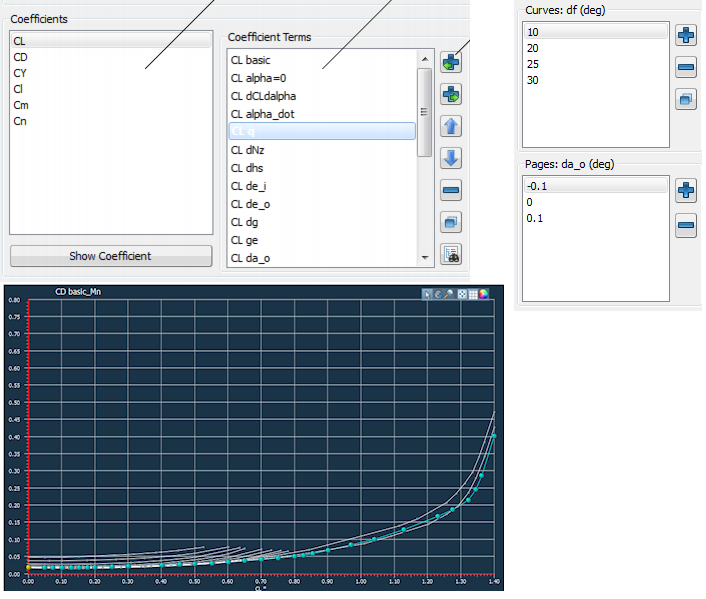 Coefficients
CL
CD
CY
Cl
Cm
Cn
Show Coefficient
Coefficient Terms
CL basic
CL alpha=0
CL dCLdalpha
CL alpha_dot
CL q
CL dNz
CL dhs
CL de_i
CL de_o
CL dg
CL ge
CL da_o
Curves: df (deg)
10
20
25
30
Pages: da_o (deg)
-0.1
0
0.1
CD basic_Mn
0.80
0.75
0.70
0.65
0.60
0.55
0.50
0.45
0.40
0.35
0.30
0.25
0.20
0.15
0.10
0.05
0.00
0.00 0.10 0.20 0.30 0.40 0.50 0.60 0.70 0.80 0.90 1.00 1.10 1.20 1.30 1.40
CL *